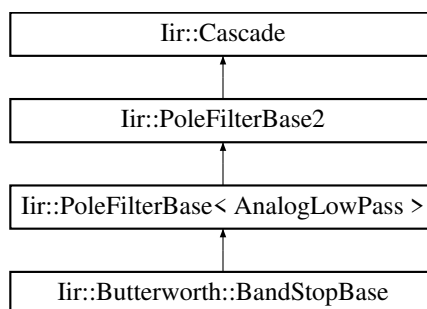 Iir::Cascade
Iir::PoleFilterBase2
Iir::PoleFilterBase< AnalogLowPass >
Iir::Butterworth::BandStopBase